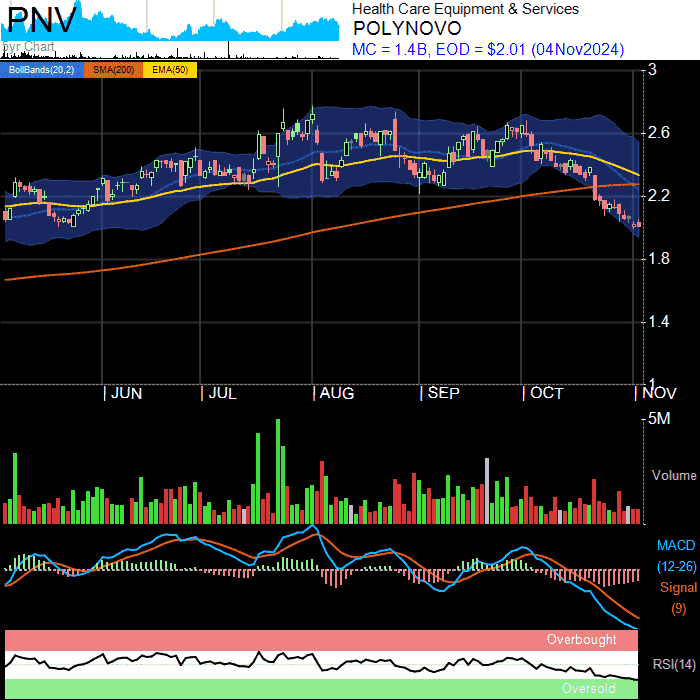 PNV
5yr Chart
Health Care Equipment & Services
POLYNOVO
MC = 1.4B, EOD = $2.01 (04Nov2024)
BollBands(20,2) SMA(200) EMA(50)
3
2.6
2.2
1.8
1.4
1
JUN JUL AUG SEP OCT NOV
5M
Volume
MACD
(12-26)
Signal
(9)
Overbought
RSI(14)
Oversold